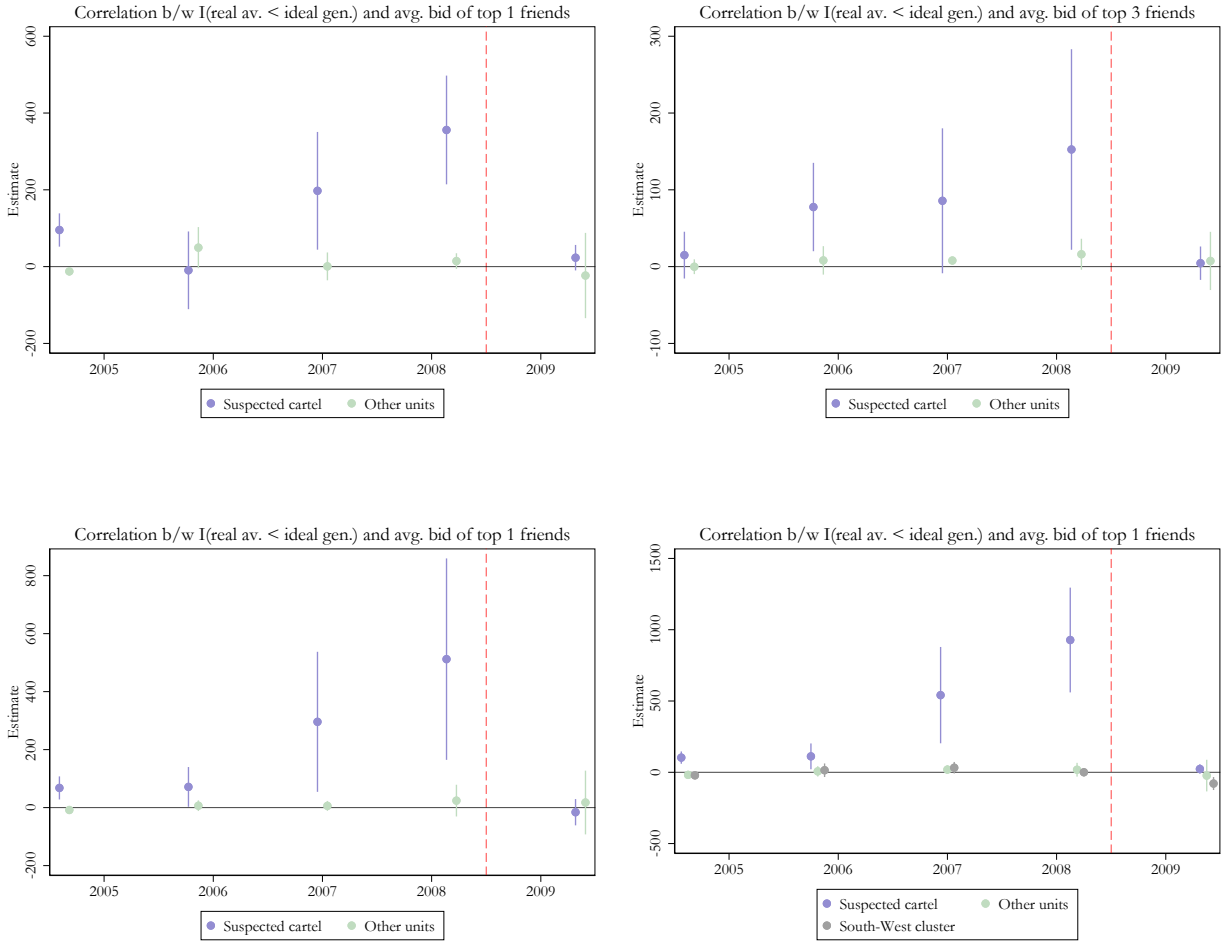 Correlation b/w I(real av. < ideal gen.) and avg. bid of top 1 friends
Estimate
600
400
200
0
-200
2005 2006 2007 2008 2009
Suspected cartel Other units
Correlation b/w I(real av. < ideal gen.) and avg. bid of top 3 friends
Estimate
300
200
100
0
-100
2005 2006 2007 2008 2009
Suspected cartel Other units
Correlation b/w I(real av. < ideal gen.) and avg. bid of top 1 friends
Estimate
800
600
400
200
0
-200
2005 2006 2007 2008 2009
Suspected cartel Other units
Correlation b/w I(real av. < ideal gen.) and avg. bid of top 1 friends
Estimate
1500
1000
500
0
-500
2005 2006 2007 2008 2009
Suspected cartel Other units
South-West cluster